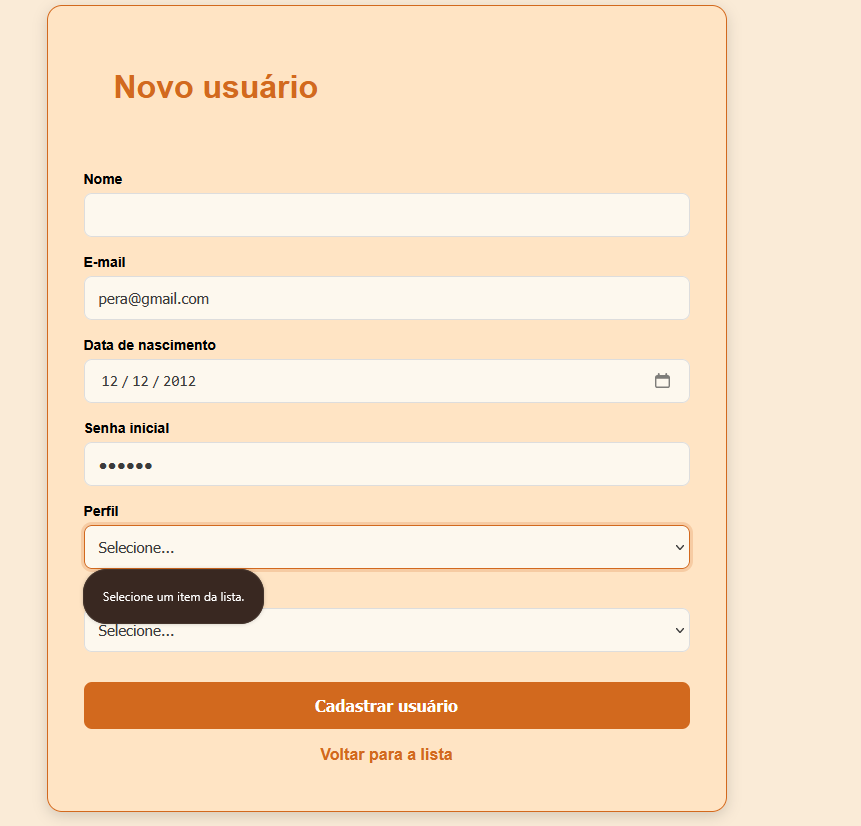 Novo usuário
Nome
E-mail
pera@gmail.com
Data de nascimento
12 / 12 / 2012
Senha inicial
••••••
Perfil
Selecione...
Selecione um item da lista.
Selecione...
Cadastrar usuário
Voltar para a lista